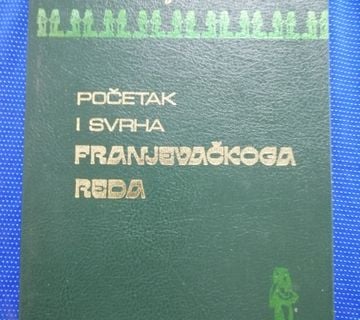 POČETAK
I SVRHA
FRANJEVAČKOGA
REDA